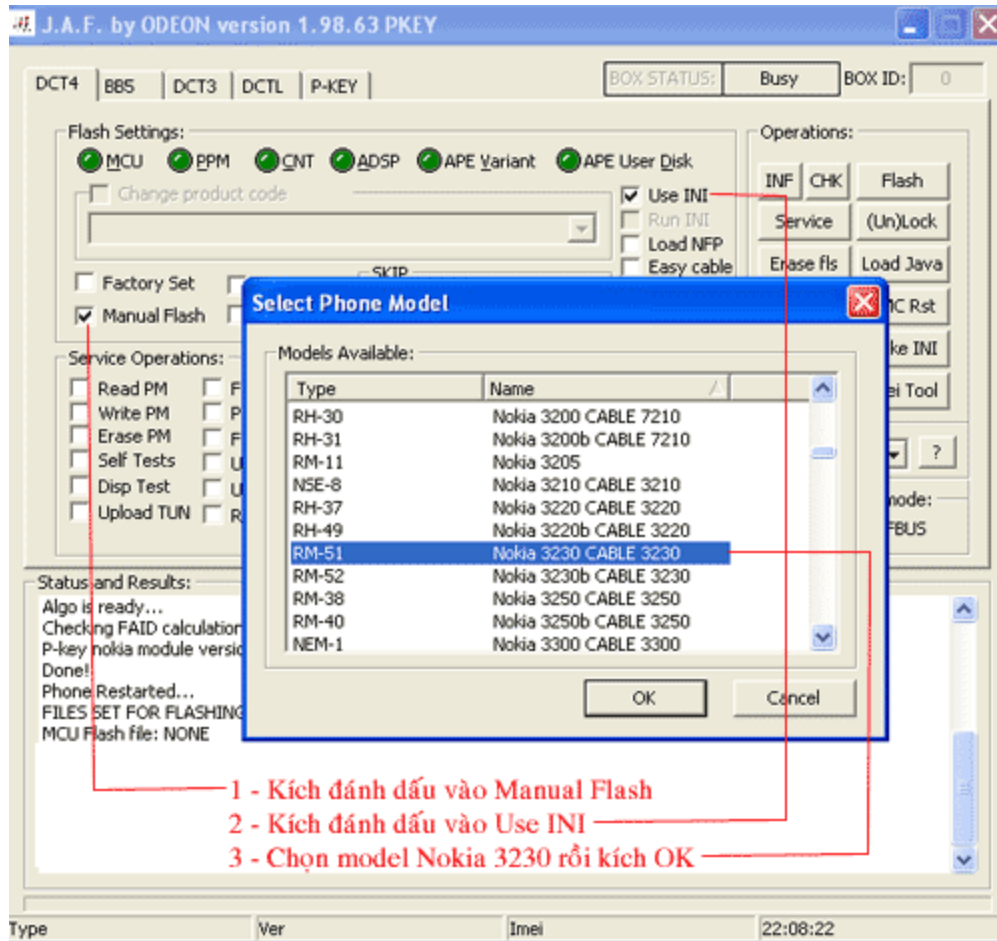 J.A.F. by ODEON version 1.98.63 PKEY
DCT4 BB5 DCT3 DCTL P-KEY BOX STATUS: Busy BOX ID: 0
Flash Settings: Operations:
MCU PPM CNT ADSP APE Variant APE User Disk
INF CHK Flash
Change product code Use INI
Run INI Service (Un)Lock
Load NFP
Easy cable Erase fls Load Java
Factory Set SKIP
Manual Flash Select Phone Model
Service Operations: Models Available:
Type Name
Read PM RH-30 Nokia 3200 CABLE 7210
Write PM RH-31 Nokia 3200b CABLE 7210
Erase PM RM-11 Nokia 3205
Self Tests NSE-8 Nokia 3210 CABLE 3210 ?
Disp Test RH-37 Nokia 3220 CABLE 3220
Upload TUN RH-49 Nokia 3220b CABLE 3220
RM-51 Nokia 3230 CABLE 3230
RM-52 Nokia 3230b CABLE 3230
RM-38 Nokia 3250 CABLE 3250
RM-40 Nokia 3250b CABLE 3250
NEM-1 Nokia 3300 CABLE 3300
OK Cancel
Status and Results:
Algo is ready...
Checking FAID calculation
P-key nokia module
Done!
Phone Restarted...
FILES SET FOR FLASHING
MCU Flash file: NONE
1 - Kích đánh dấu vào Manual Flash
2 - Kích đánh dấu vào Use INI
3 - Chọn model Nokia 3230 rồi kích OK
Type Ver Imei 22:08:22